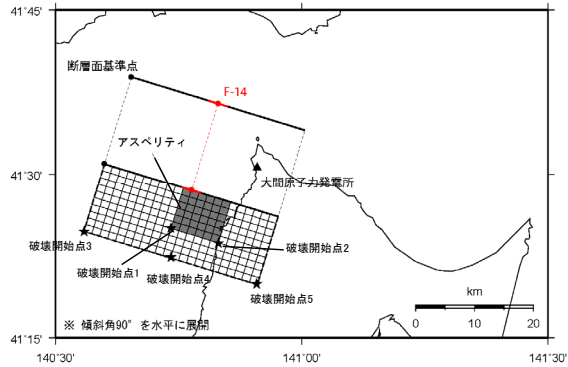 41°45'
断層面基準点
F-14
アスペリティ
41°30'
大間原子力発電所
破壊開始点3
破壊開始点2
破壊開始点1
破壊開始点4
破壊開始点5
km
0 10 20
※ 傾斜角90°を水平に展開
41°15'
140°30' 141°00' 141°30'